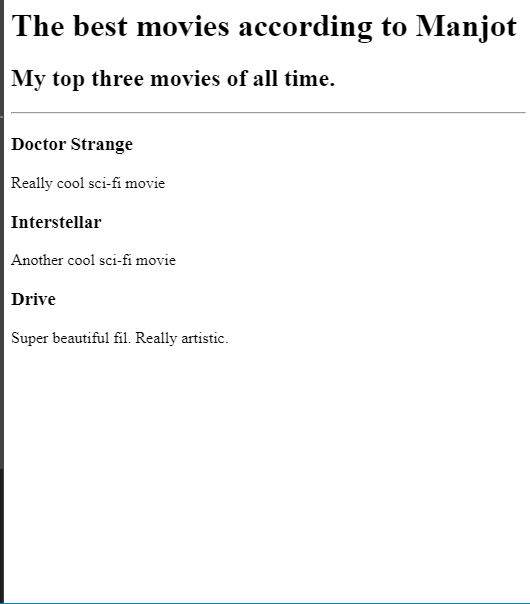 The best movies according to Manjot
My top three movies of all time.
Doctor Strange
Really cool sci-fi movie
Interstellar
Another cool sci-fi movie
Drive
Super beautiful fil. Really artistic.